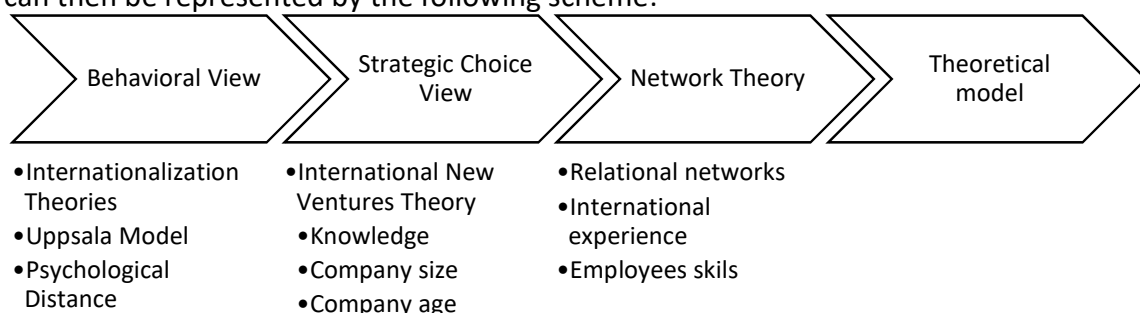 can then be represented by the following scheme:
Behavioral View
Strategic Choice
View
Network Theory
Theoretical
model
•Internationalization
Theories
•Uppsala Model
•Psychological
Distance
•International New
Ventures Theory
•Knowledge
•Company size
•Company age
•Relational networks
•International
experience
•Employees skils